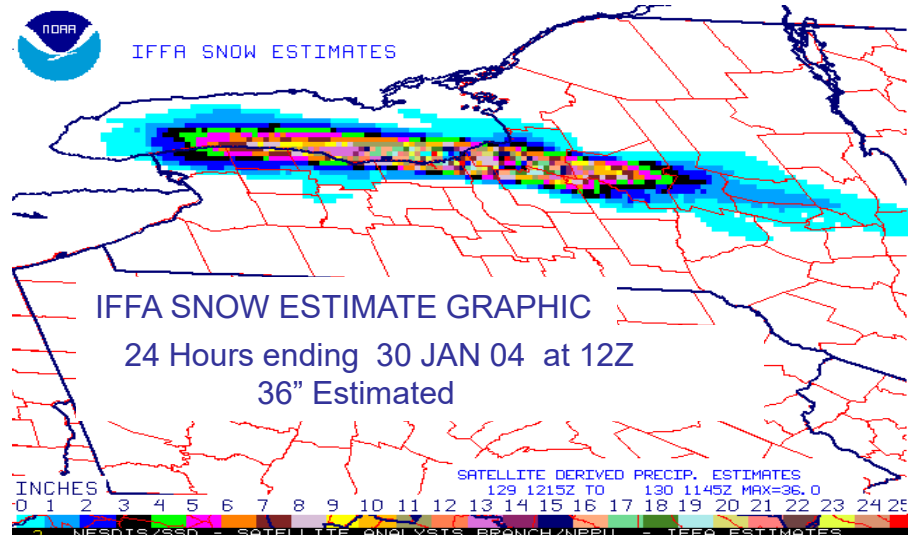 NOAA
IFFA SNOW ESTIMATES
IFFA SNOW ESTIMATE GRAPHIC
24 Hours ending 30 JAN 04 at 12Z
36” Estimated
SATELLITE DERIVED PRECIP. ESTIMATES
INCHES 129 1215Z TO 130 1145Z MAX=36.0
0 1 2 3 4 5 6 7 8 9 10 11 12 13 14 15 16 17 18 19 20 21 22 23 24 25
NESDIS/SSD - SATELLITE ANALYSIS BRANCH/NPPU - IFFA ESTIMATES